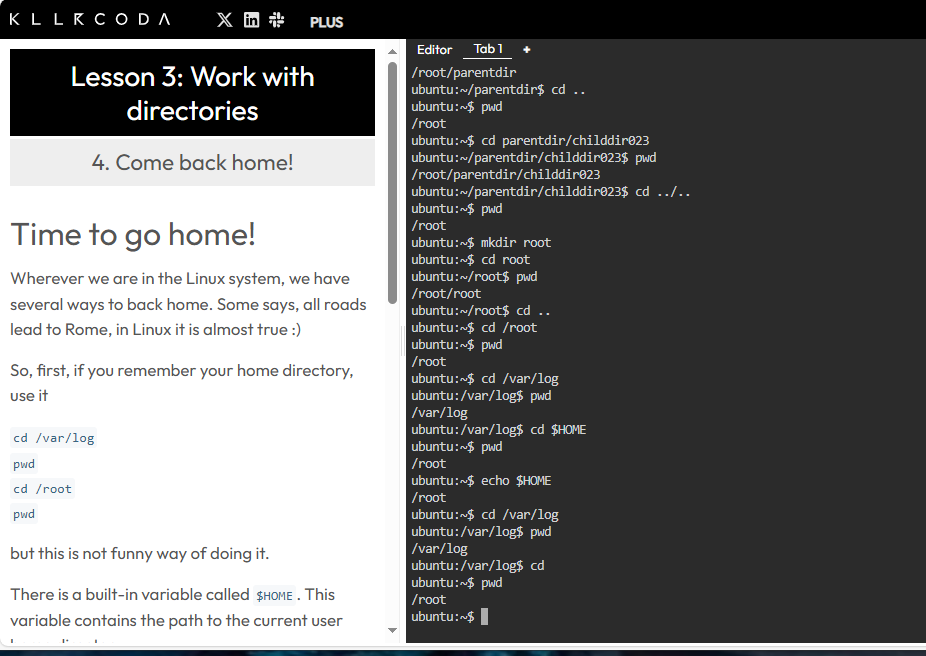 KLLRCODA
PLUS
Lesson 3: Work with
directories
4. Come back home!
Time to go home!
Wherever we are in the Linux system, we have
several ways to back home. Some says, all roads
lead to Rome, in Linux it is almost true :)
So, first, if you remember your home directory,
use it
cd /var/log
pwd
cd /root
pwd
but this is not funny way of doing it.
There is a built-in variable called $HOME. This
variable contains the path to the current user
Editor Tab 1 +
/root/parentdir
ubuntu:~/parentdir$ cd ..
ubuntu:~$ pwd
/root
ubuntu:~$ cd parentdir/childdir023
ubuntu:~/parentdir/childdir023$ pwd
/root/parentdir/childdir023
ubuntu:~/parentdir/childdir023$ cd ../..
ubuntu:~$ pwd
/root
ubuntu:~$ mkdir root
ubuntu:~$ cd root
ubuntu:~/root$ pwd
/root/root
ubuntu:~/root$ cd ..
ubuntu:~$ cd /root
ubuntu:~$ pwd
/root
ubuntu:~$ cd /var/log
ubuntu:/var/log$ pwd
/var/log
ubuntu:/var/log$ cd $HOME
ubuntu:~$ pwd
/root
ubuntu:~$ echo $HOME
/root
ubuntu:~$ cd /var/log
ubuntu:/var/log$ pwd
/var/log
ubuntu:/var/log$ cd
ubuntu:~$ pwd
/root
ubuntu:~$